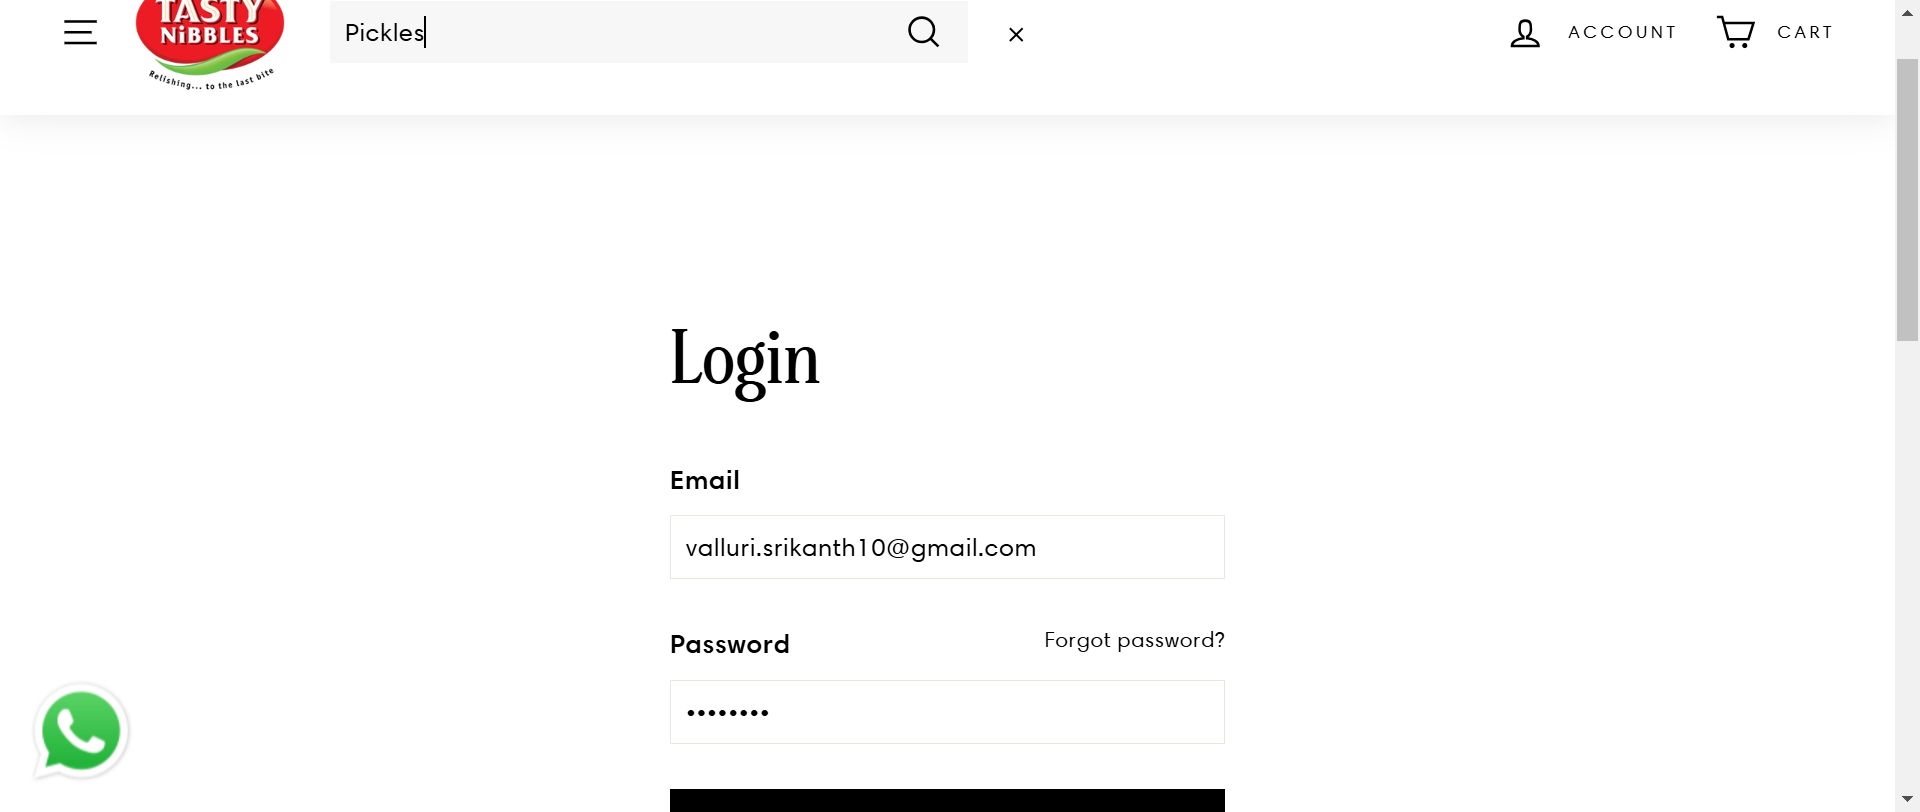 TASTY
NiBBLES
Relishing... to the last bite
Pickles
ACCOUNT
CART
Login
Email
valluri.srikanth10@gmail.com
Password
Forgot password?
••••••••